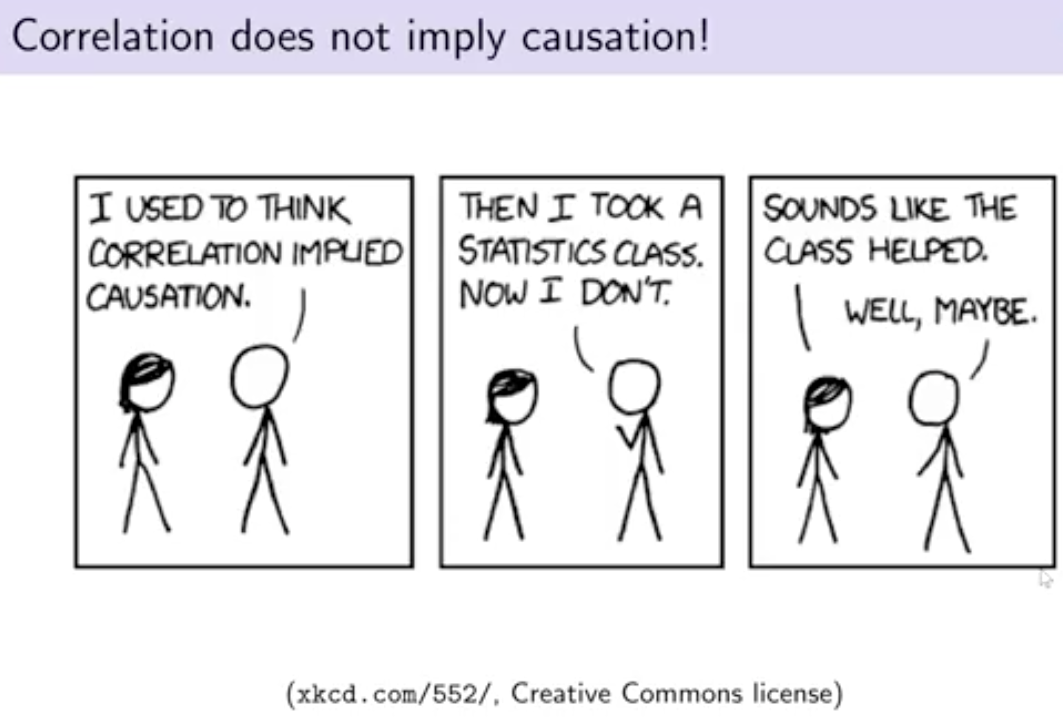 Correlation does not imply causation!
I USED TO THINK
CORRELATION IMPLIED
CAUSATION.
THEN I TOOK A
STATISTICS CLASS.
NOW I DON'T.
SOUNDS LIKE THE
CLASS HELPED.
WELL, MAYBE.
(xkcd.com/552/, Creative Commons license)